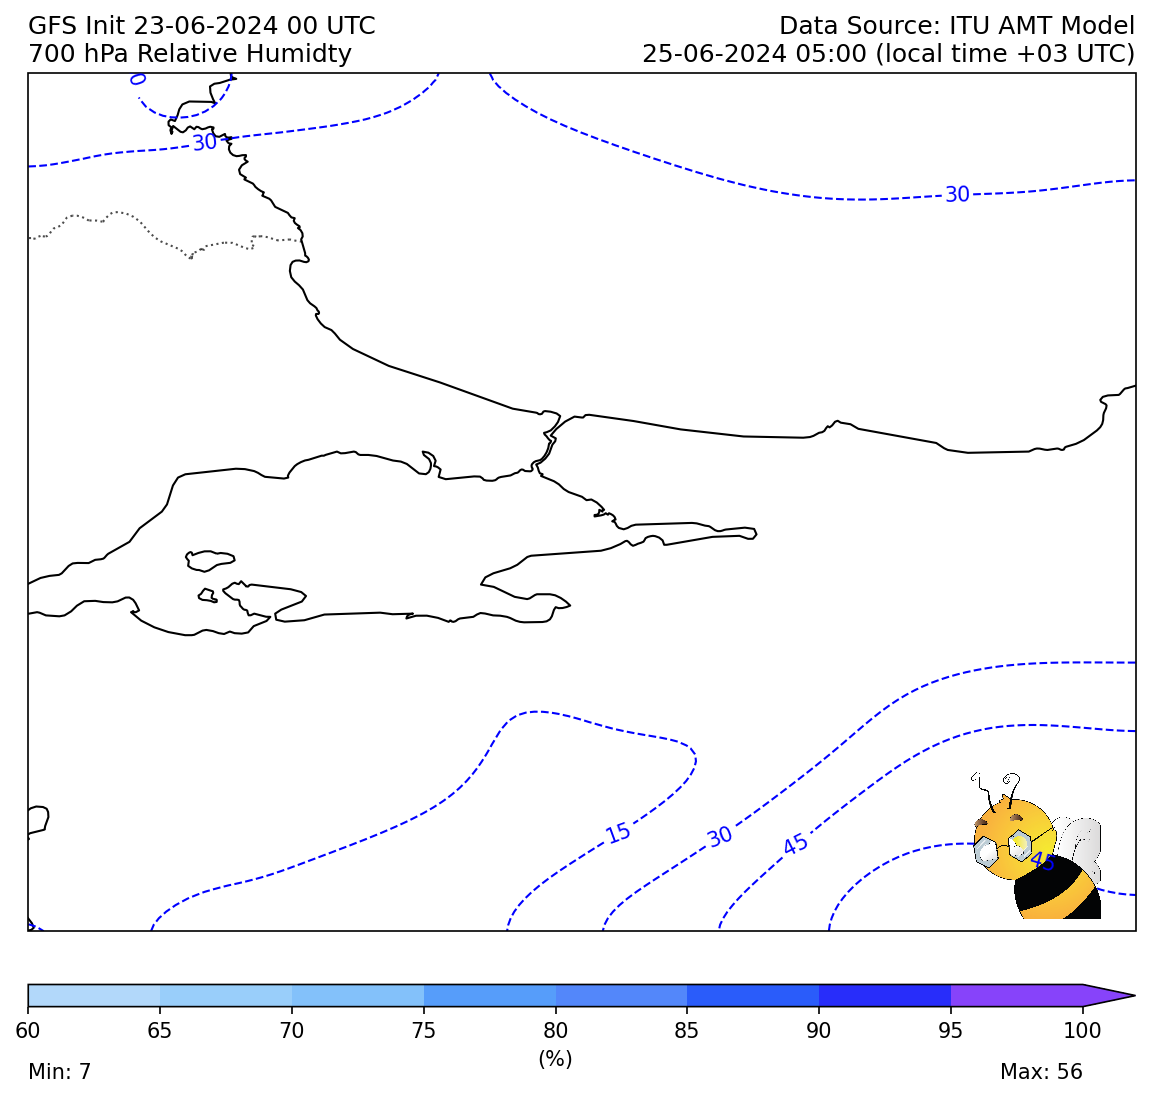 GFS Init 23-06-2024 00 UTC
Data Source: ITU AMT Model
700 hPa Relative Humidty
25-06-2024 05:00 (local time +03 UTC)
0
30
30
15
30
45
45
60 65 70 75 80 85 90 95 100
(%)
Min: 7
Max: 56